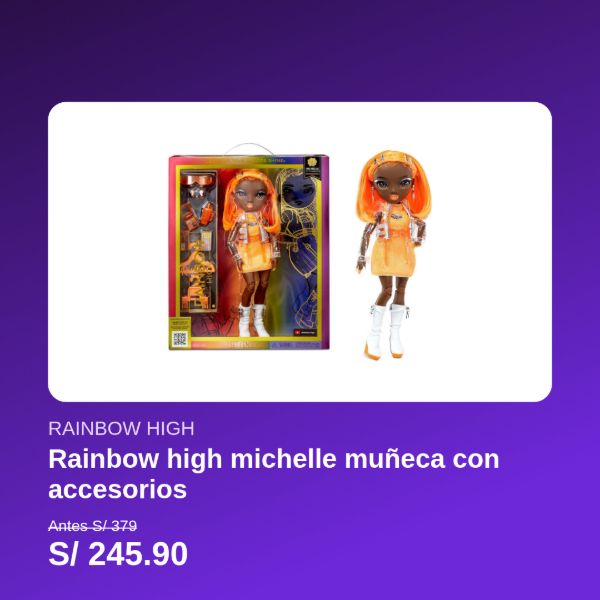 RAINBOW HIGH
Rainbow high michelle muñeca con
accesorios
Antes S/ 379
S/ 245.90